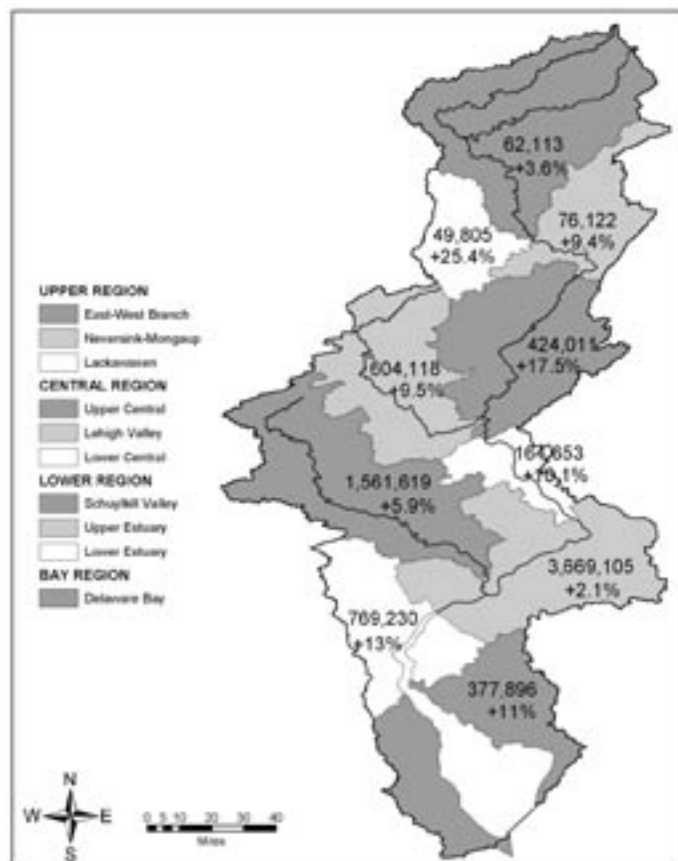 62,113
+3.6%
76,122
+9.4%
49,805
+25.4%
UPPER REGION
East-West Branch
Neversink-Mongaup
Lackawaxen
424,011
+17.5%
604,118
+9.5%
CENTRAL REGION
Upper Central
Lehigh Valley
Lower Central
164,653
+10.1%
LOWER REGION
Schuylkill Valley
Upper Estuary
Lower Estuary
1,561,619
+5.9%
BAY REGION
Delaware Bay
3,669,105
+2.1%
769,230
+13%
377,896
+11%
N
W
E
S
0 5 10 20 30 40
Miles